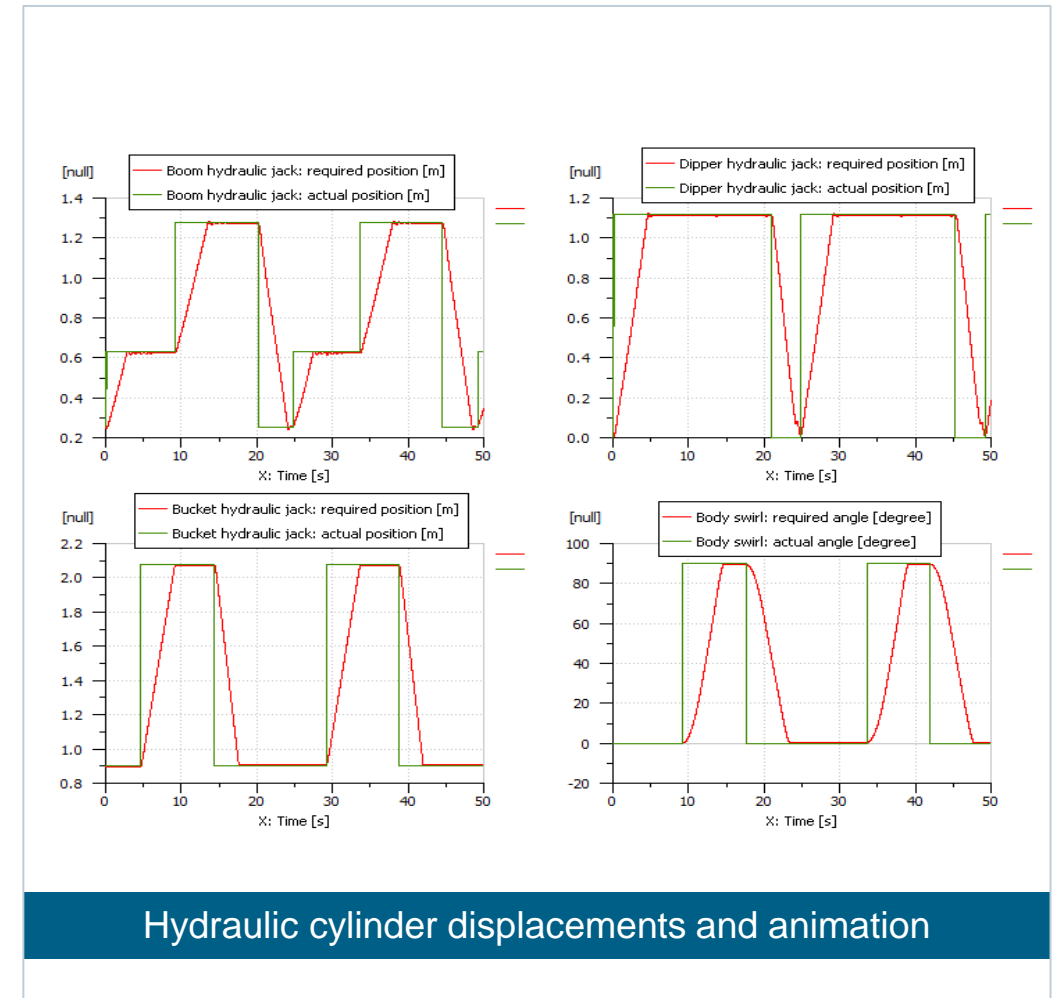 [null]
Boom hydraulic jack: required position [m]
Boom hydraulic jack: actual position [m]
1.4
1.2
1.0
0.8
0.6
0.4
0.2
0 10 20 30 40 50
X: Time [s]
[null]
Dipper hydraulic jack: required position [m]
Dipper hydraulic jack: actual position [m]
1.2
1.0
0.8
0.6
0.4
0.2
0.0
0 10 20 30 40 50
X: Time [s]
[null]
Bucket hydraulic jack: required position [m]
Bucket hydraulic jack: actual position [m]
2.2
2.0
1.8
1.6
1.4
1.2
1.0
0.8
0 10 20 30 40 50
X: Time [s]
[null]
Body swirl: required angle [degree]
Body swirl: actual angle [degree]
100
80
60
40
20
0
-20
0 10 20 30 40 50
X: Time [s]
Hydraulic cylinder displacements and animation